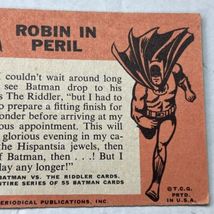 ROBIN IN
PERIL
couldn't wait around long
see Batman drop to his
s The Riddler, "but I had to
prepare a fitting finish for
onder before arriving at my
ous appointment. This will
glorious evening in my ca-
the Hispantsia jewels, then
of Batman, then . . .! But I
lay any longer!"
BATMAN VS. THE RIDDLER CARDS.
TIRE SERIES OF 55 BATMAN CARDS
ERIODICAL PUBLICATIONS, INC.
© T.C.G.
PRTD.
IN U.S.A.